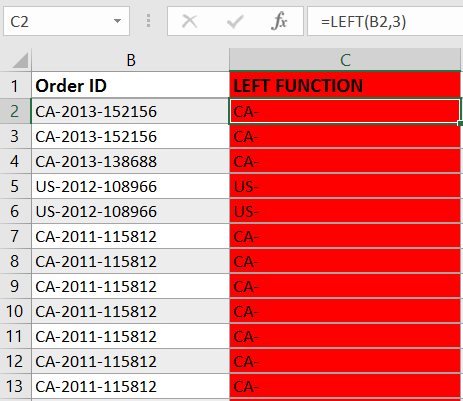 C2 fx =LEFT(B2,3)
B C
1 Order ID LEFT FUNCTION
2 CA-2013-152156 CA-
3 CA-2013-152156 CA-
4 CA-2013-138688 CA-
5 US-2012-108966 US-
6 US-2012-108966 US-
7 CA-2011-115812 CA-
8 CA-2011-115812 CA-
9 CA-2011-115812 CA-
10 CA-2011-115812 CA-
11 CA-2011-115812 CA-
12 CA-2011-115812 CA-
13 CA-2011-115812 CA-